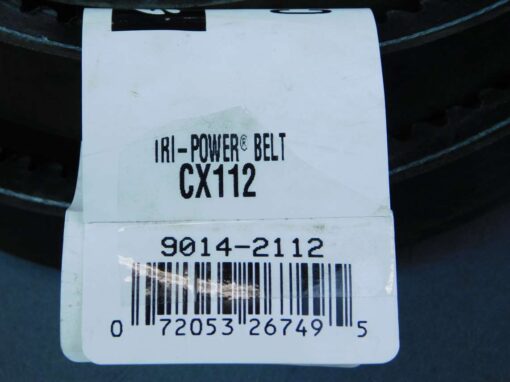 TRI-POWER® BELT
CX112
9014-2112
0 72053 26749 5